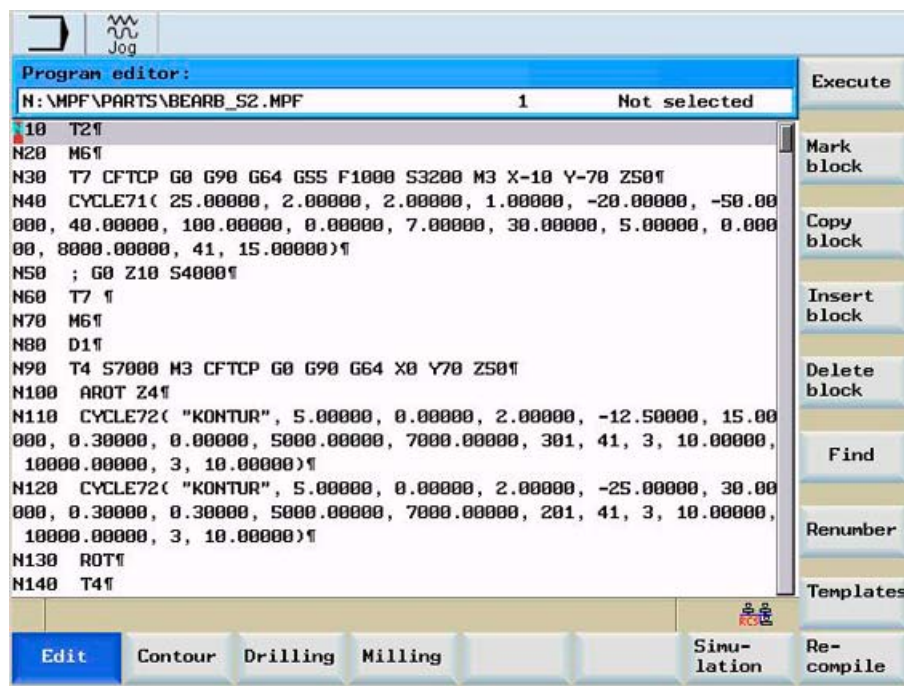 Jog
Program editor:
N:\MPF\PARTS\BEARB_S2.MPF 1 Not selected
N10 T2¶
N20 M6¶
N30 T7 CFTCP G0 G90 G64 G55 F1000 S3200 M3 X-10 Y-70 Z50¶
N40 CYCLE71( 25.00000, 2.00000, 2.00000, 1.00000, -20.00000, -50.00
000, 40.00000, 100.00000, 0.00000, 7.00000, 30.00000, 5.00000, 0.000
00, 8000.00000, 41, 15.00000)¶
N50 ; G0 Z10 S4000¶
N60 T7 ¶
N70 M6¶
N80 D1¶
N90 T4 S7000 M3 CFTCP G0 G90 G64 X0 Y70 Z50¶
N100 AROT Z4¶
N110 CYCLE72( "KONTUR", 5.00000, 0.00000, 2.00000, -12.50000, 15.00
000, 0.30000, 0.00000, 5000.00000, 7000.00000, 301, 41, 3, 10.00000,
10000.00000, 3, 10.00000)¶
N120 CYCLE72( "KONTUR", 5.00000, 0.00000, 2.00000, -25.00000, 30.00
000, 0.30000, 0.30000, 5000.00000, 7000.00000, 201, 41, 3, 10.00000,
10000.00000, 3, 10.00000)¶
N130 ROT¶
N140 T4¶
RCS
Execute
Mark
block
Copy
block
Insert
block
Delete
block
Find
Renumber
Templates
Edit Contour Drilling Milling
Simu-
lation
Re-
compile